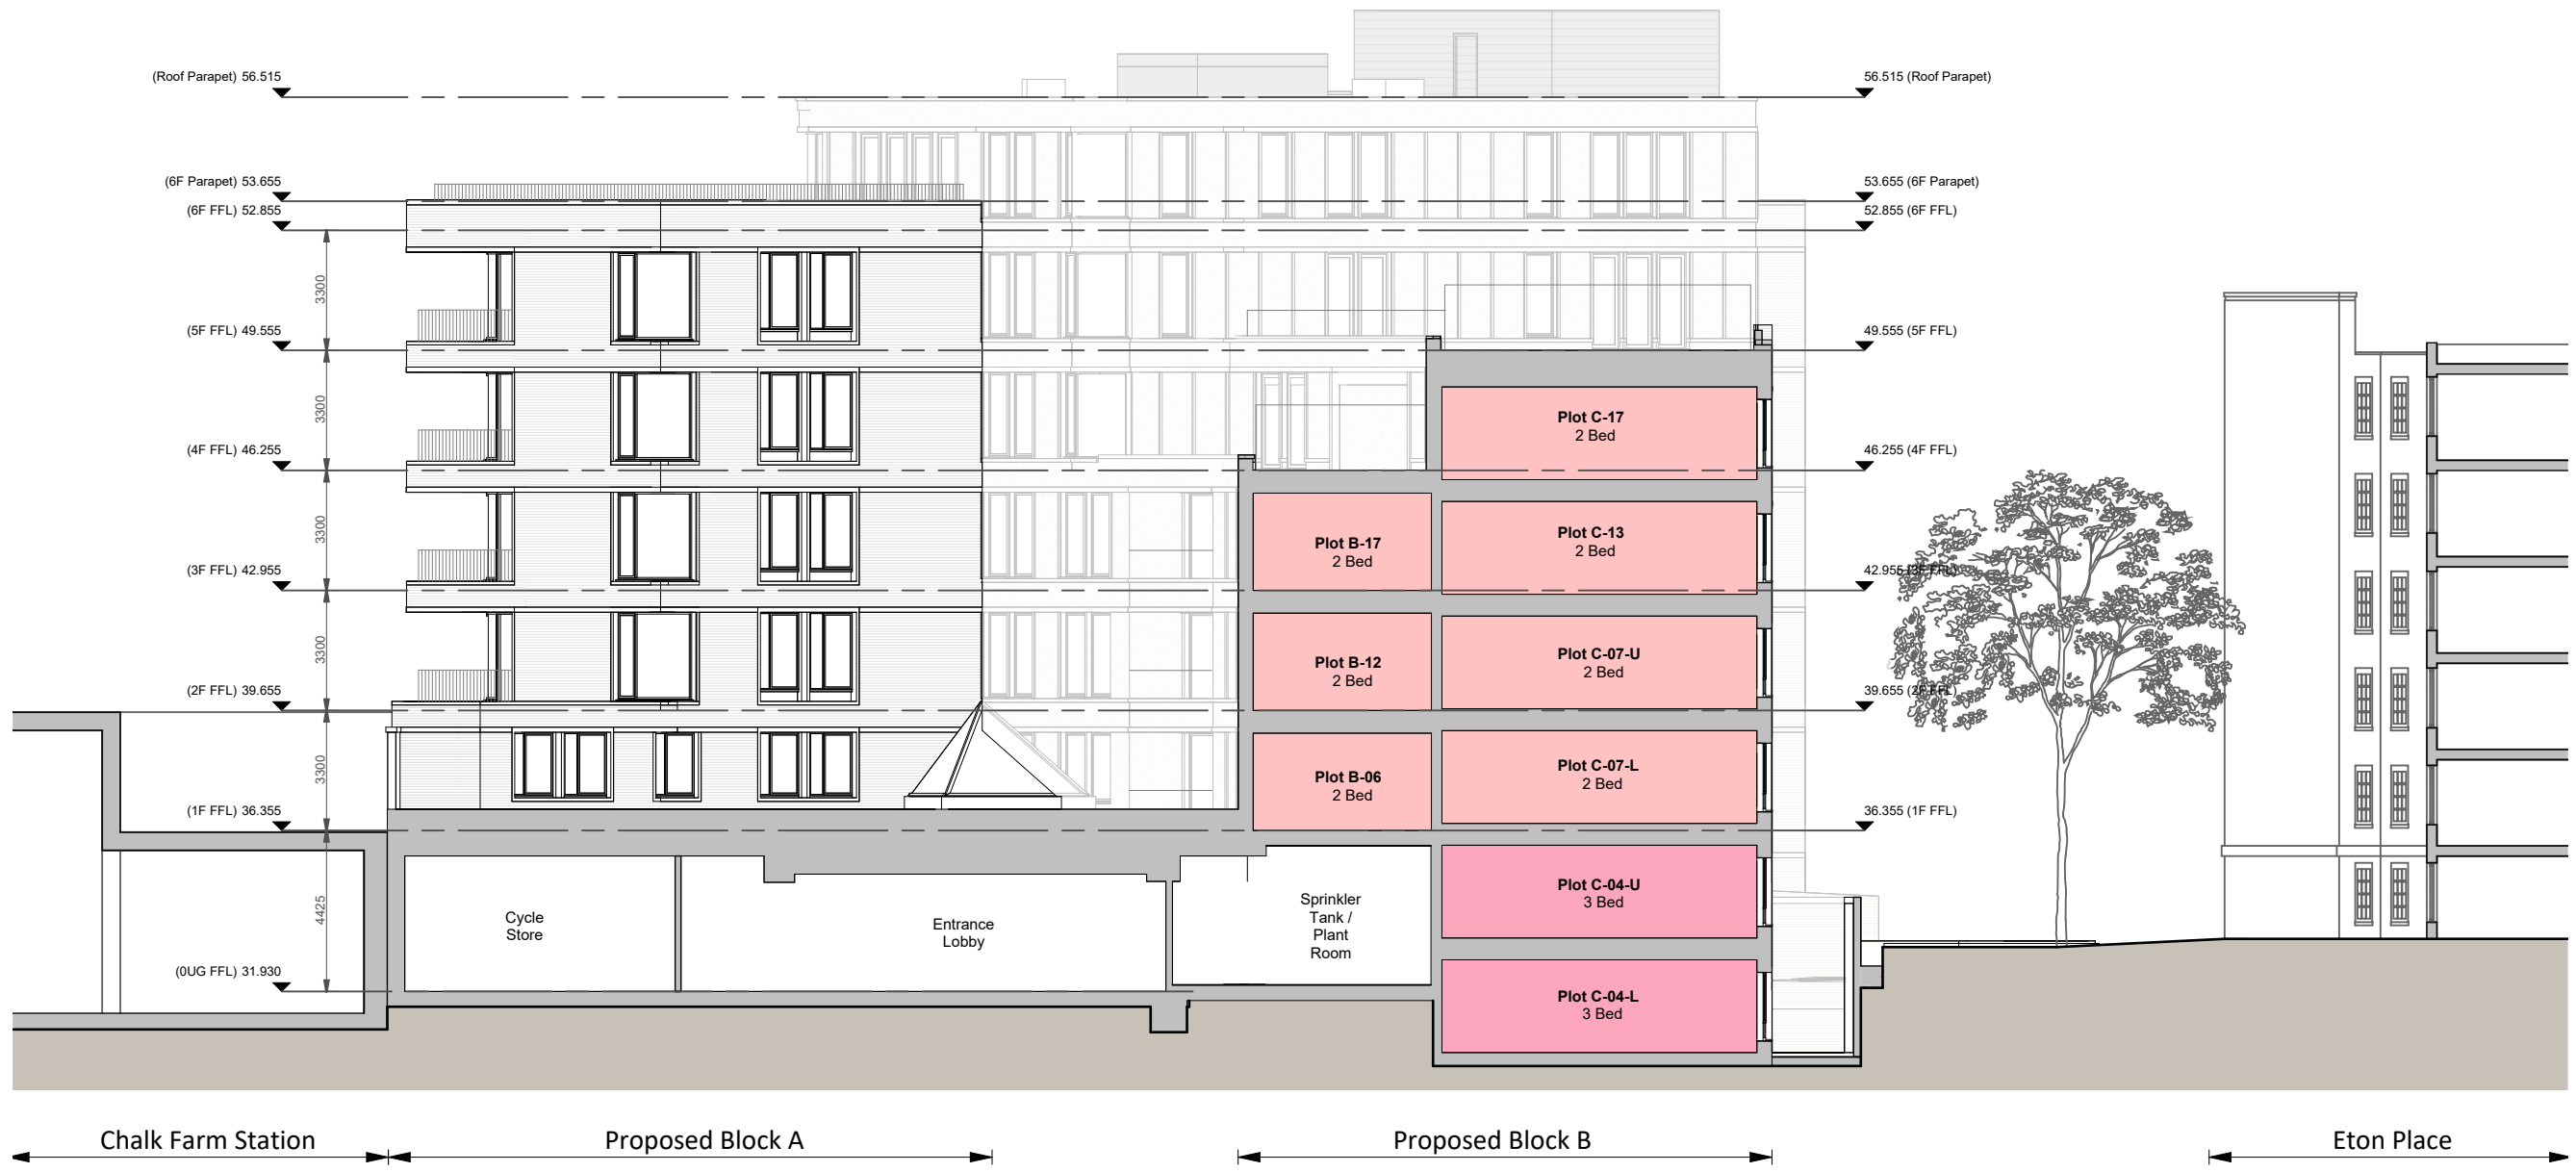 (Roof Parapet) 56.515
56.515 (Roof Parapet)
(6F Parapet) 53.655
53.655 (6F Parapet)
(6F FFL) 52.855
52.855 (6F FFL)
3300
(5F FFL) 49.555
49.555 (5F FFL)
3300
Plot C-17
2 Bed
(4F FFL) 46.255
46.255 (4F FFL)
3300
Plot B-17
2 Bed
Plot C-13
2 Bed
(3F FFL) 42.955
42.955 (3F FFL)
3300
Plot B-12
2 Bed
Plot C-07-U
2 Bed
(2F FFL) 39.655
39.655 (2F FFL)
3300
Plot B-06
2 Bed
Plot C-07-L
2 Bed
(1F FFL) 36.355
36.355 (1F FFL)
4425
Cycle
Store
Entrance
Lobby
Sprinkler
Tank /
Plant
Room
Plot C-04-U
3 Bed
(0UG FFL) 31.930
Plot C-04-L
3 Bed
Chalk Farm Station
Proposed Block A
Proposed Block B
Eton Place